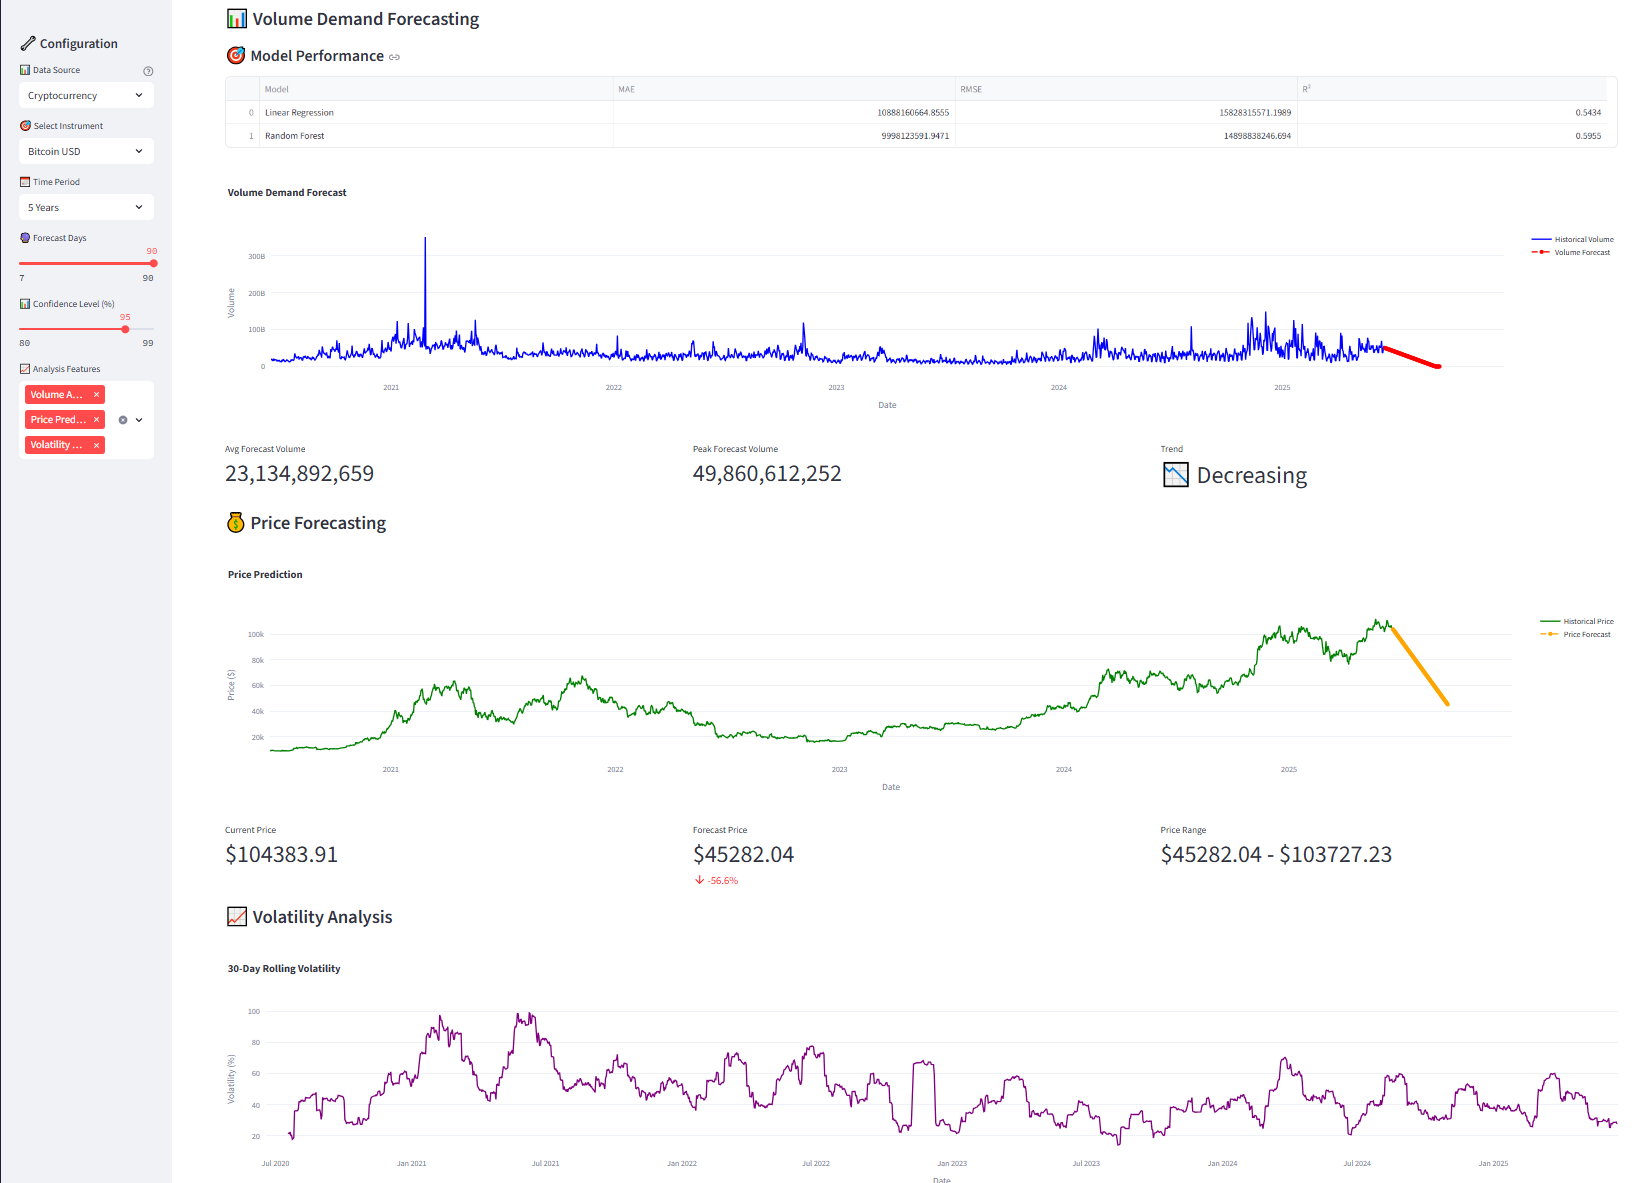 Configuration
Data Source
Cryptocurrency
Select Instrument
Bitcoin USD
Time Period
5 Years
Forecast Days
90
7 90
Confidence Level (%)
95
80 99
Analysis Features
Volume A... ×
Price Pred... ×
Volatility ... ×
Volume Demand Forecasting
Model Performance
Model MAE RMSE R²
0 Linear Regression 10888160664.8555 15828315571.1989 0.5434
1 Random Forest 9998123591.9471 14898838246.694 0.5955
Volume Demand Forecast
Historical Volume
Volume Forecast
300B
200B
100B
0
Volume
2021 2022 2023 2024 2025
Date
Avg Forecast Volume Peak Forecast Volume Trend
23,134,892,659 49,860,612,252 Decreasing
Price Forecasting
Price Prediction
Historical Price
Price Forecast
100k
80k
60k
40k
20k
Price ($)
2021 2022 2023 2024 2025
Date
Current Price Forecast Price Price Range
$104383.91 $45282.04 $45282.04 - $103727.23
-56.6%
Volatility Analysis
30-Day Rolling Volatility
100
80
60
40
20
Volatility (%)
Jul 2020 Jan 2021 Jul 2021 Jan 2022 Jul 2022 Jan 2023 Jul 2023 Jan 2024 Jul 2024 Jan 2025
Date